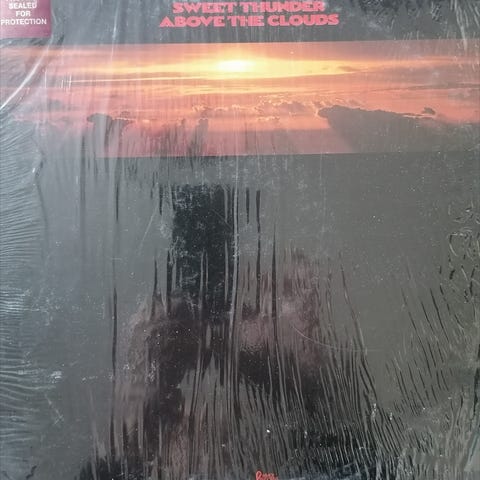 SEALED
FOR
PROTECTION
SWEET THUNDER
ABOVE THE CLOUDS